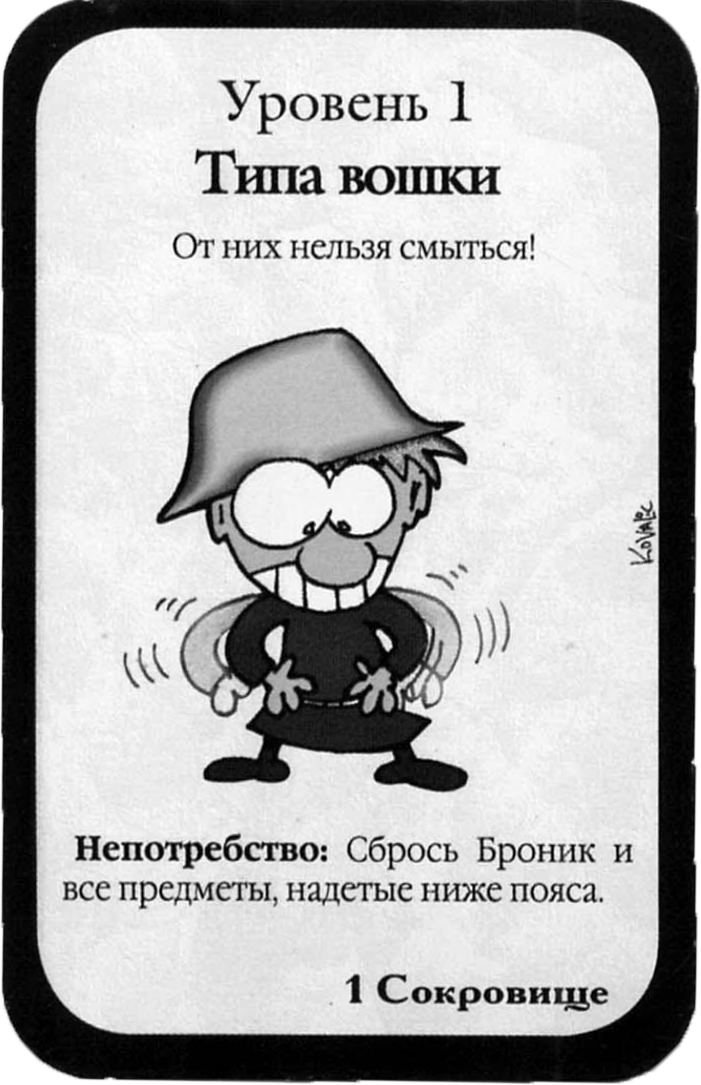 Уровень 1
Типа вошки
От них нельзя смыться!
Kovalic
Непотребство: Сбрось Броник и
все предметы, надетые ниже пояса.
1 Сокровище